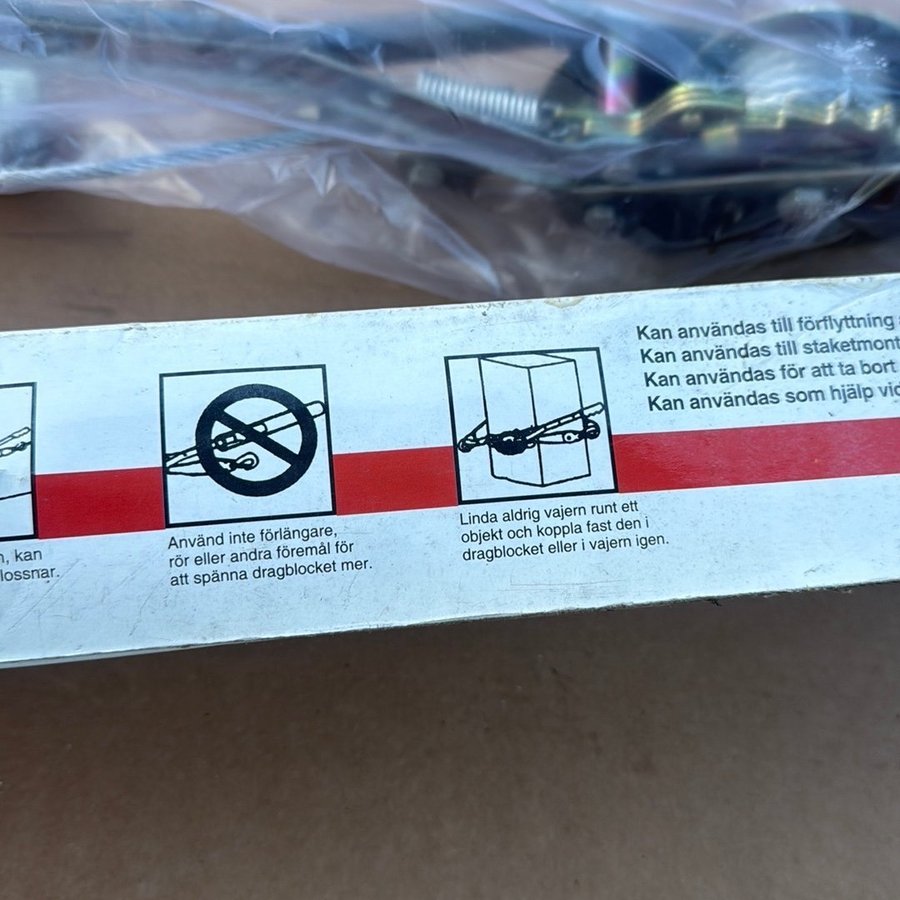 Kan användas till förflyttning
Kan användas till staketmont
Kan användas för att ta bort
Kan användas som hjälp vid
n, kan
lossnar.
Använd inte förlängare,
rör eller andra föremål för
att spänna dragblocket mer.
Linda aldrig vajern runt ett
objekt och koppla fast den i
dragblocket eller i vajern igen.